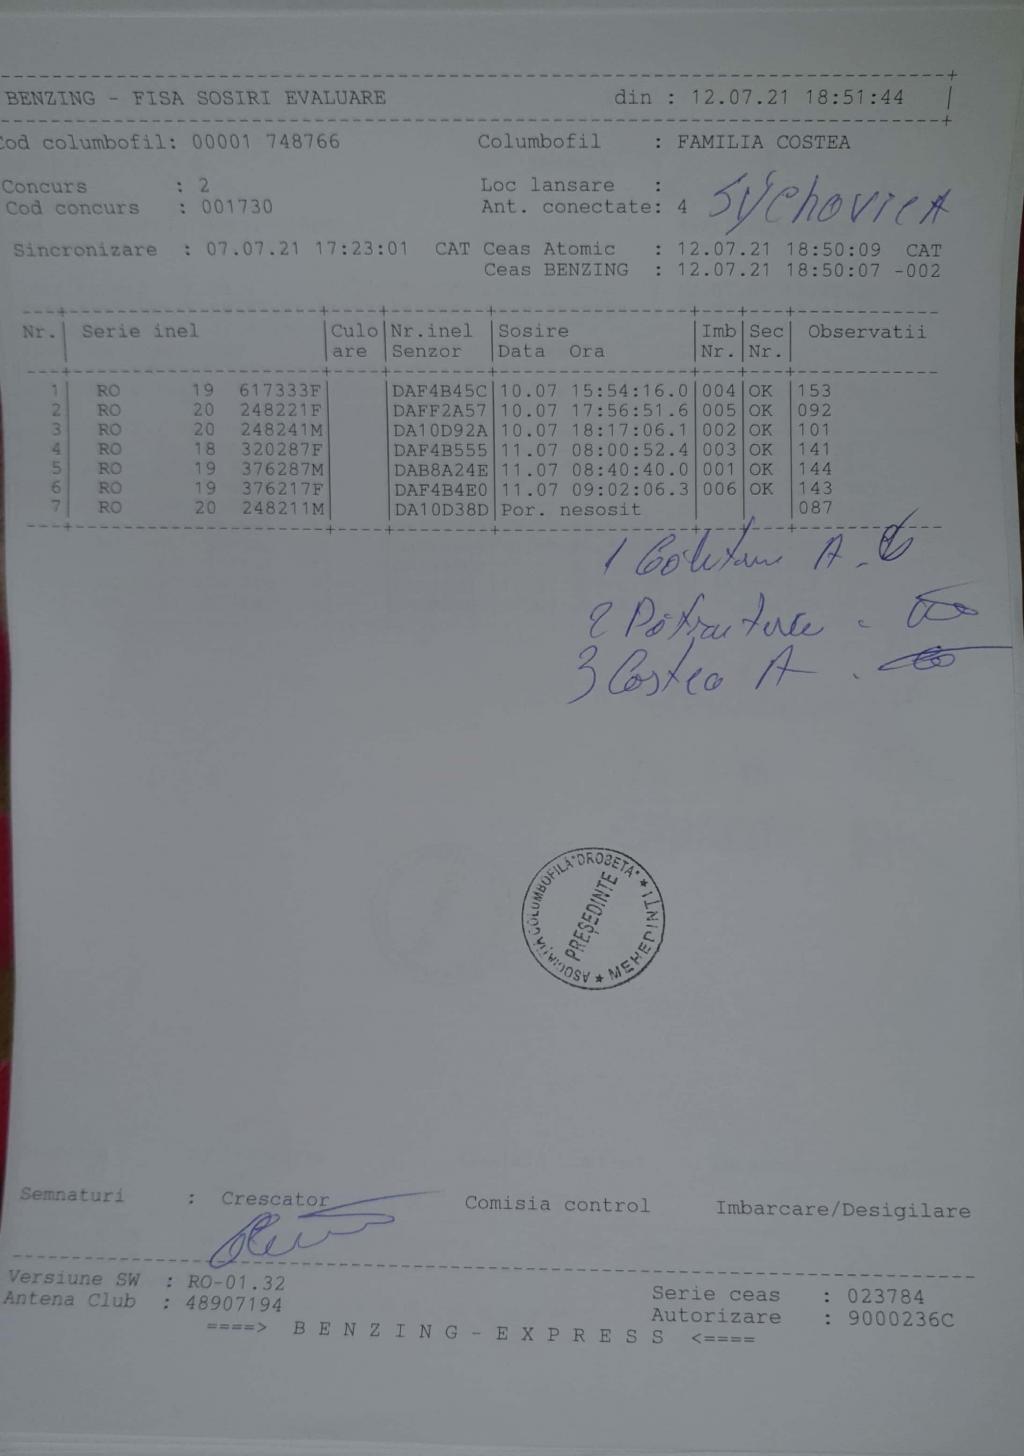 BENZING - FISA SOSIRI EVALUARE din : 12.07.21 18:51:44
Cod columbofil: 00001 748766 Columbofil : FAMILIA COSTEA
Concurs : 2 Loc lansare :
Cod concurs : 001730 Ant. conectate: 4 SYChovicA
Sincronizare : 07.07.21 17:23:01 CAT Ceas Atomic : 12.07.21 18:50:09 CAT
Ceas BENZING : 12.07.21 18:50:07 -002
Nr. Serie inel Culo Nr.inel Sosire Imb Sec Observatii
are Senzor Data Ora Nr. Nr.
1 RO 19 617333F DAF4B45C 10.07 15:54:16.0 004 OK 153
2 RO 20 248221F DAFF2A57 10.07 17:56:51.6 005 OK 092
3 RO 20 248241M DA10D92A 10.07 18:17:06.1 002 OK 101
4 RO 18 320287F DAF4B555 11.07 08:00:52.4 003 OK 141
5 RO 19 376287M DAB8A24E 11.07 08:40:40.0 001 OK 144
6 RO 19 376217F DAF4B4E0 11.07 09:02:06.3 006 OK 143
7 RO 20 248211M DA10D38D Por. nesosit 087
1 A.
2
3 Costea A.
ASOCIAȚIA COLUMBOFILĂ "DROBETA" * MEHEDINȚI *
PREȘEDINTE
Semnaturi : Crescator Comisia control Imbarcare/Desigilare
Versiune SW : RO-01.32 Serie ceas : 023784
Antena Club : 48907194 Autorizare : 9000236C
====> B E N Z I N G - E X P R E S S <====